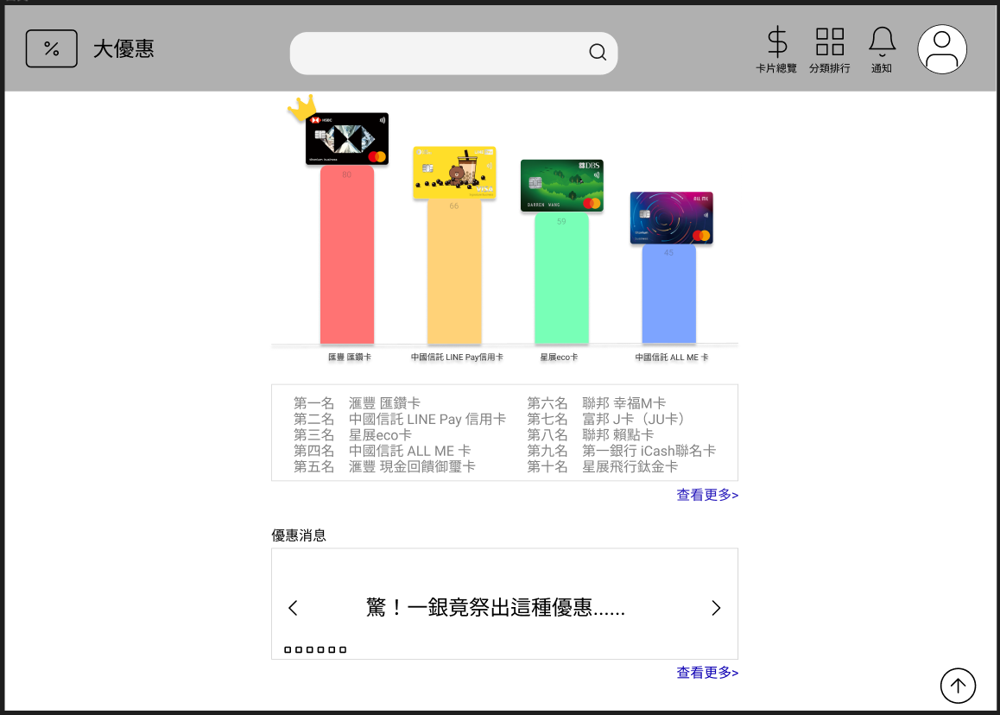 % 大優惠
卡片總覽 分類排行 通知
HSBC
titanium business
80
66
DBS
DARREN WANG
59
ALL ME
titanium
45
匯豐 匯鑽卡 中國信託 LINE Pay信用卡 星展eco卡 中國信託 ALL ME 卡
第一名 滙豐 匯鑽卡
第二名 中國信託 LINE Pay 信用卡
第三名 星展eco卡
第四名 中國信託 ALL ME 卡
第五名 滙豐 現金回饋御璽卡
第六名 聯邦 幸福M卡
第七名 富邦 J卡（JU卡）
第八名 聯邦 賴點卡
第九名 第一銀行 iCash聯名卡
第十名 星展飛行鈦金卡
查看更多>
優惠消息
驚！一銀竟祭出這種優惠......
查看更多>